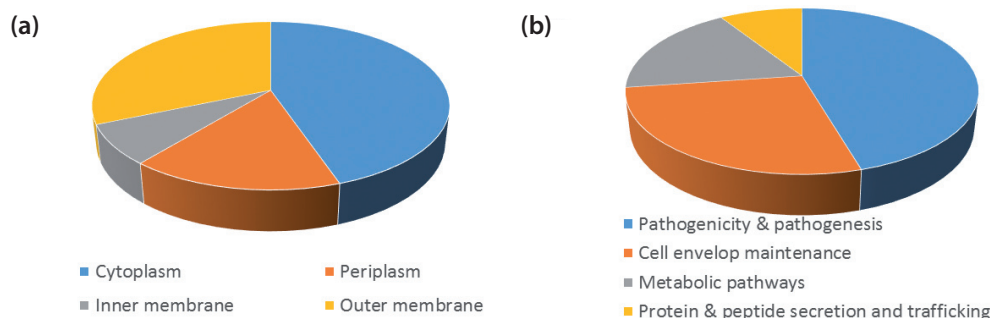 (a)
Cytoplasm
Periplasm
Inner membrane
Outer membrane
(b)
Pathogenicity & pathogenesis
Cell envelop maintenance
Metabolic pathways
Protein & peptide secretion and trafficking